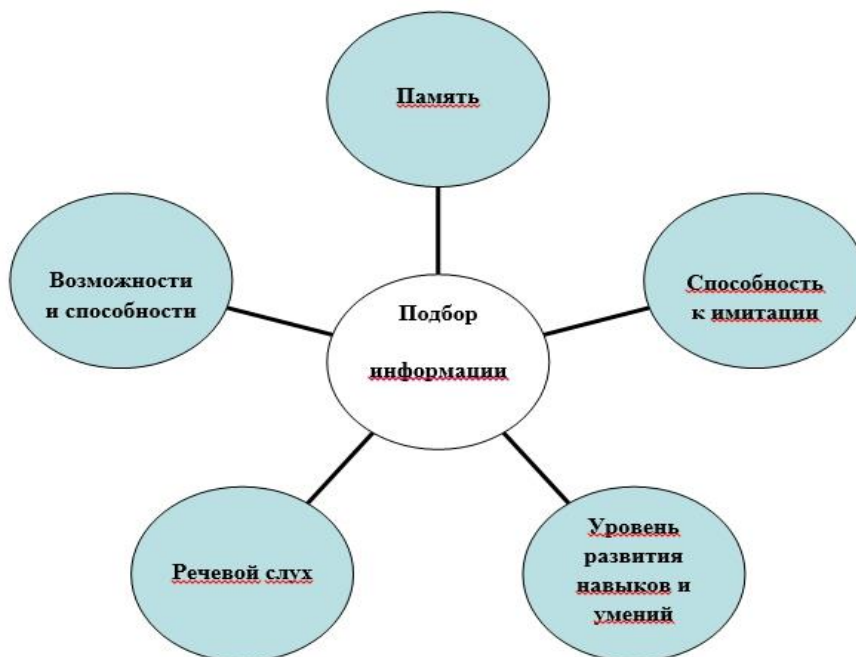 Память
Возможности
и способности
Способность
к имитации
Подбор
информации
Речевой слух
Уровень
развития
навыков и
умений